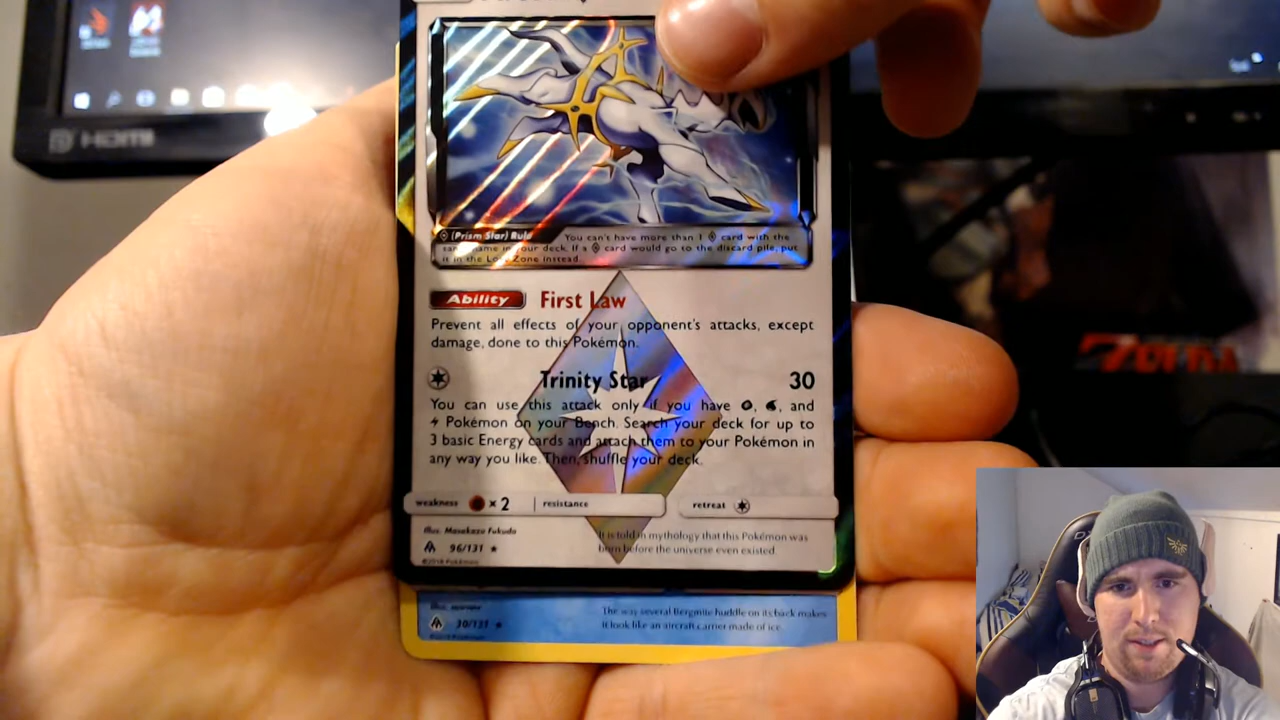 HDMI
(Prism Star) Rule You can't have more than 1 card with the
same name in your deck. If a card would go to the discard pile, put
it in the Lost Zone instead.
Ability First Law
Prevent all effects of your opponent's attacks, except
damage, done to this Pokémon.
Trinity Star 30
You can use this attack only if you have , , and
Pokémon on your Bench. Search your deck for up to
3 basic Energy cards and attach them to your Pokémon in
any way you like. Then, shuffle your deck.
weakness × 2 resistance retreat
Illus. Masakazu Fukuda
96/131
©2018 Pokémon
It is told in mythology that this Pokémon was
born before the universe even existed.
30/131
The way several Bergmite huddle on its back makes
it look like an aircraft carrier made of ice.
ZELDA